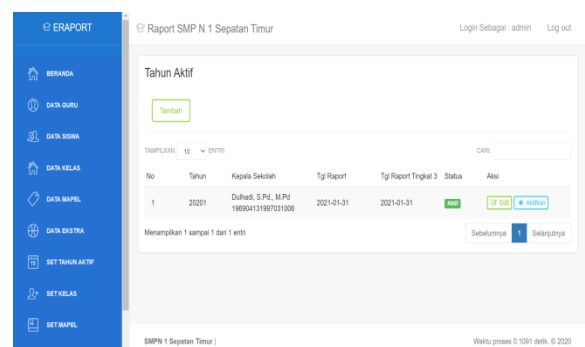 ERAPORT
Raport SMP N 1 Sepatan Timur
Login Sebagai : admin
Log out
BERANDA
DATA GURU
DATA SISWA
DATA KELAS
DATA MAPEL
DATA EKSTRA
SET TAHUN AKTIF
SET KELAS
SET MAPEL
Tahun Aktif
Tambah
TAMPILKAN 10 ENTRI
CARI:
No Tahun Kepala Sekolah Tgl Raport Tgl Raport Tingkat 3 Status Aksi
1 20201 Dulhadi, S.Pd., M.Pd 2021-01-31 2021-01-31 Aktif Edit Aktifkan
196904131997031006
Menampilkan 1 sampai 1 dari 1 entri
Sebelumnya 1 Selanjutnya
SMPN 1 Sepatan Timur |
Waktu proses 0.1091 detik. © 2020